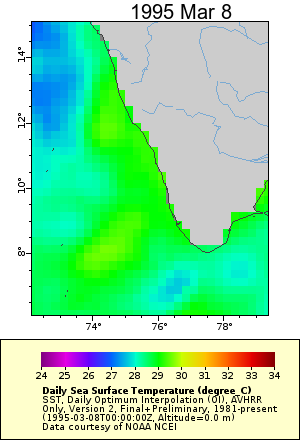 1995 Mar 8
14°
12°
10°
8°
74°
76°
78°
24 25 26 27 28 29 30 31 32 33 34
Daily Sea Surface Temperature (degree_C)
SST, Daily Optimum Interpolation (OI), AVHRR
Only, Version 2, Final+Preliminary, 1981-present
(1995-03-08T00:00:00Z, Altitude=0.0 m)
Data courtesy of NOAA NCEI